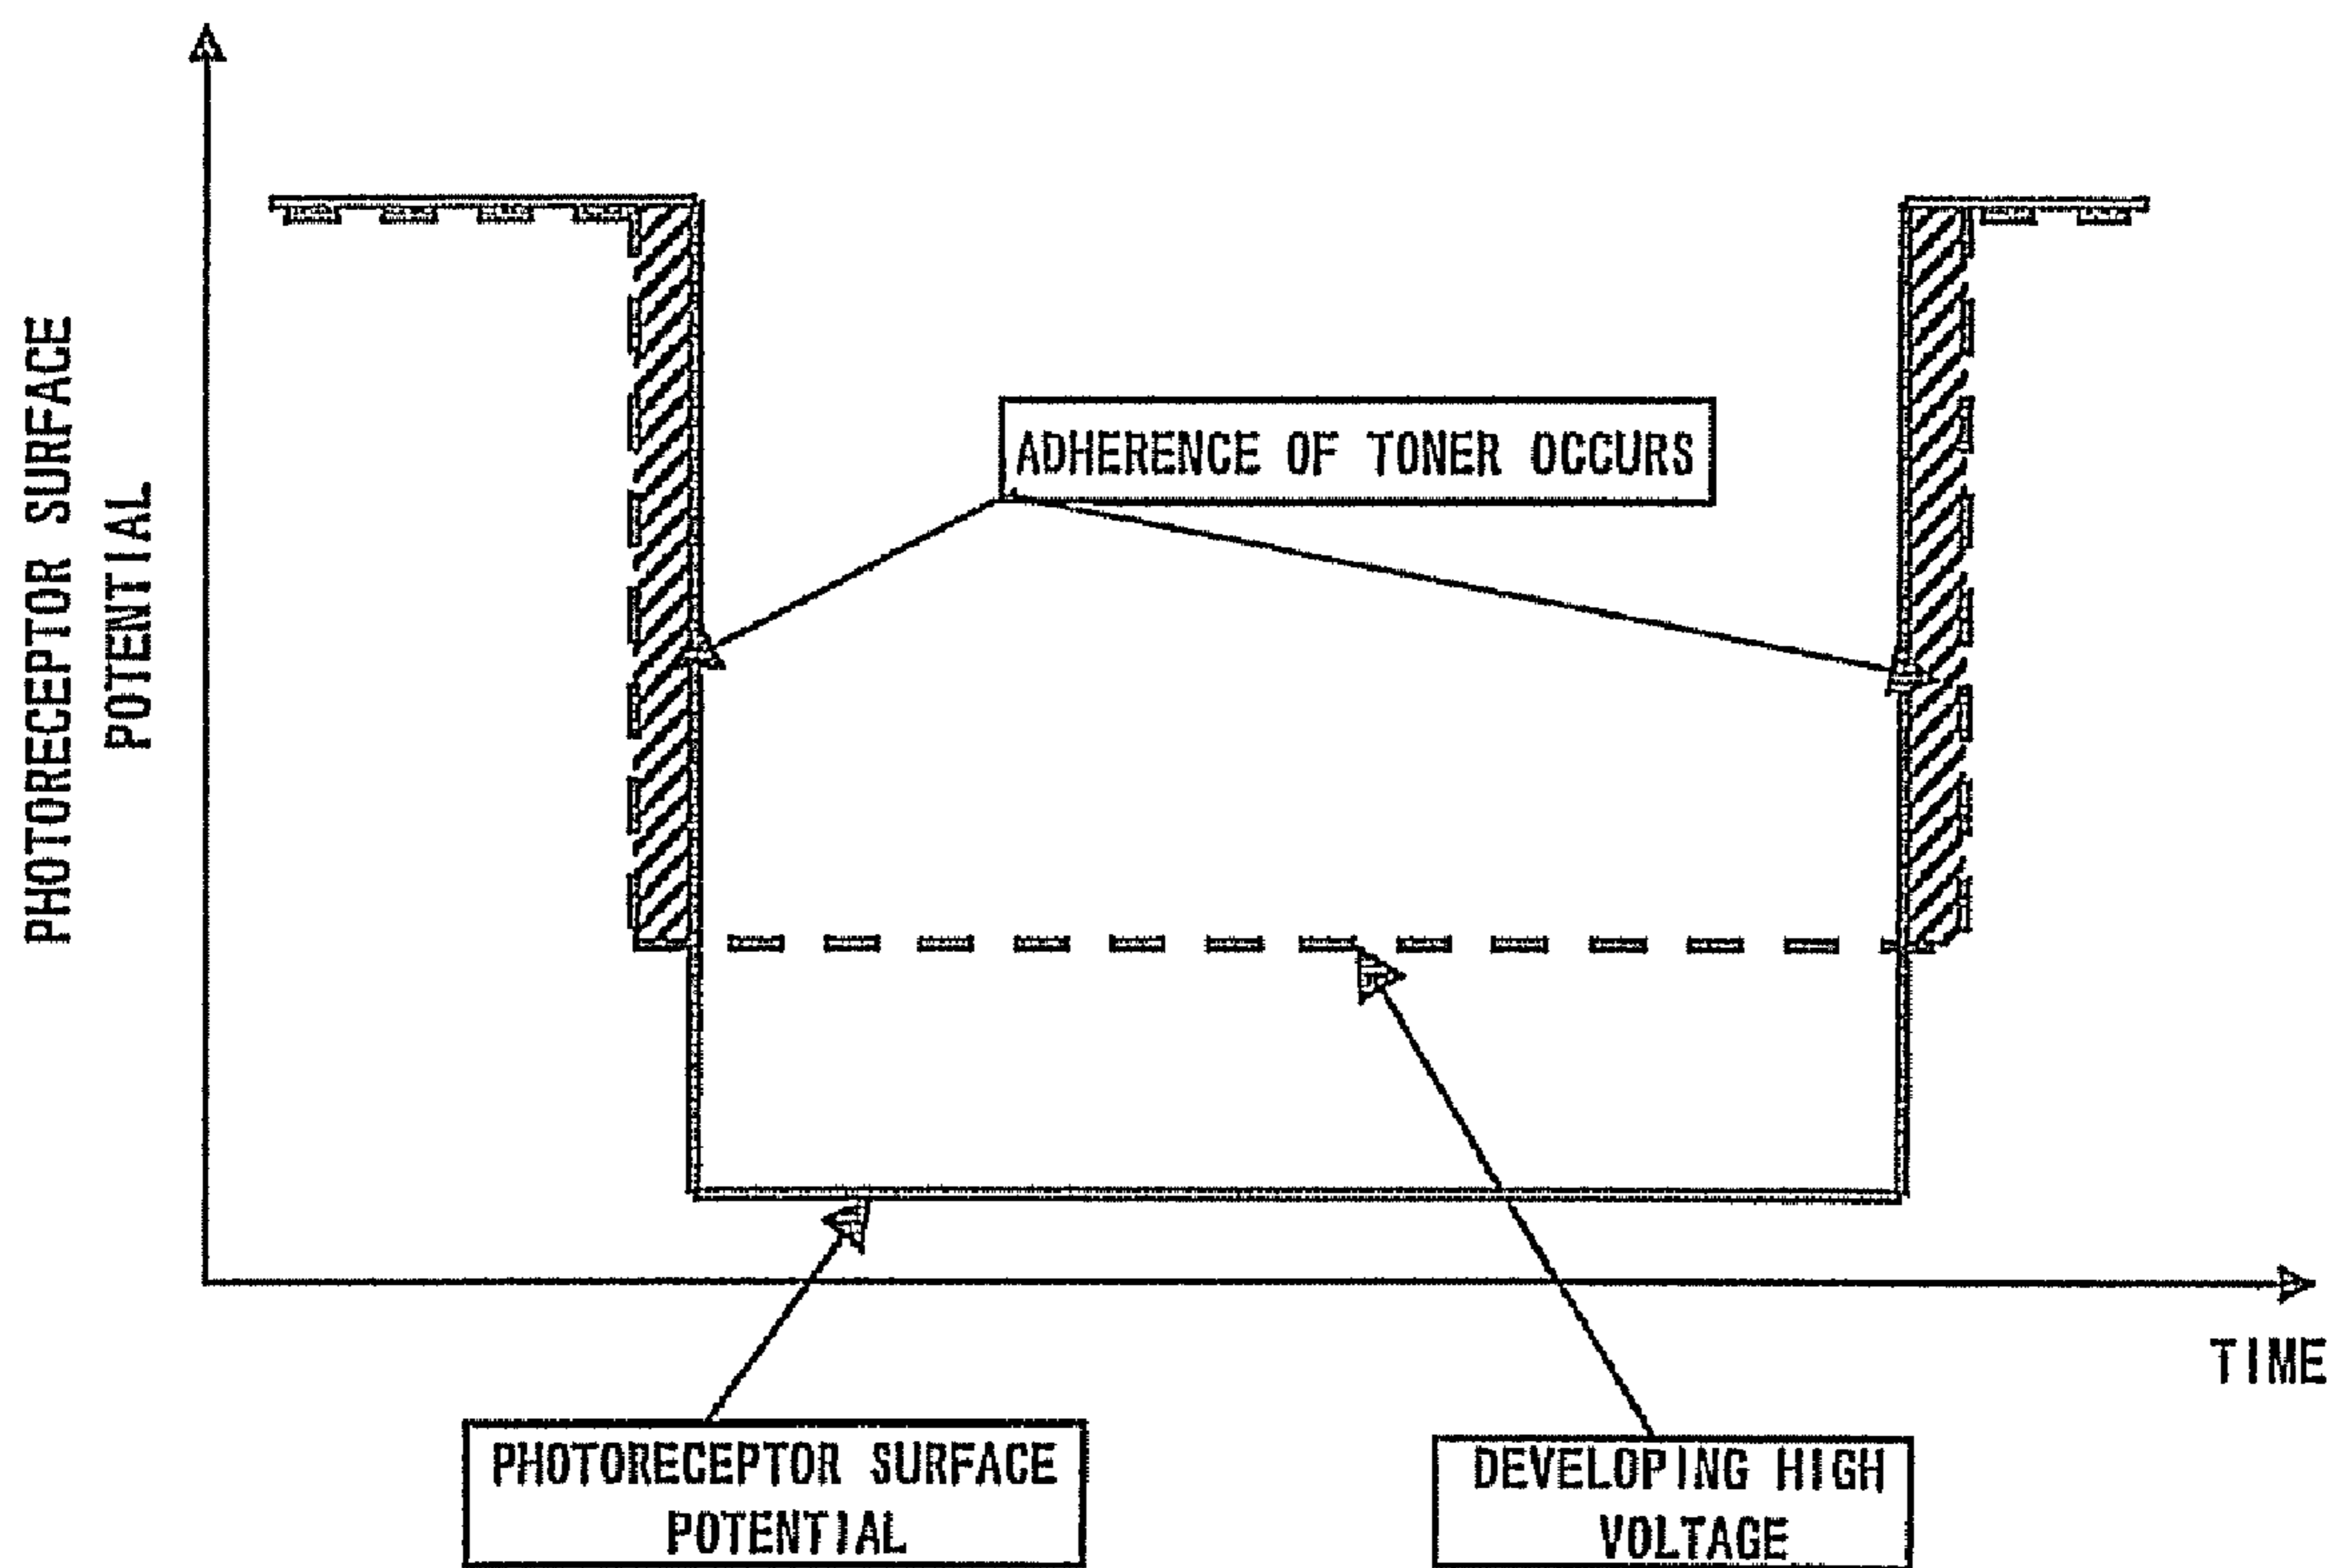 PHOTORECEPTOR SURFACE
POTENTIAL
ADHERENCE OF TONER OCCURS
TIME
PHOTORECEPTOR SURFACE
POTENTIAL
DEVELOPING HIGH
VOLTAGE